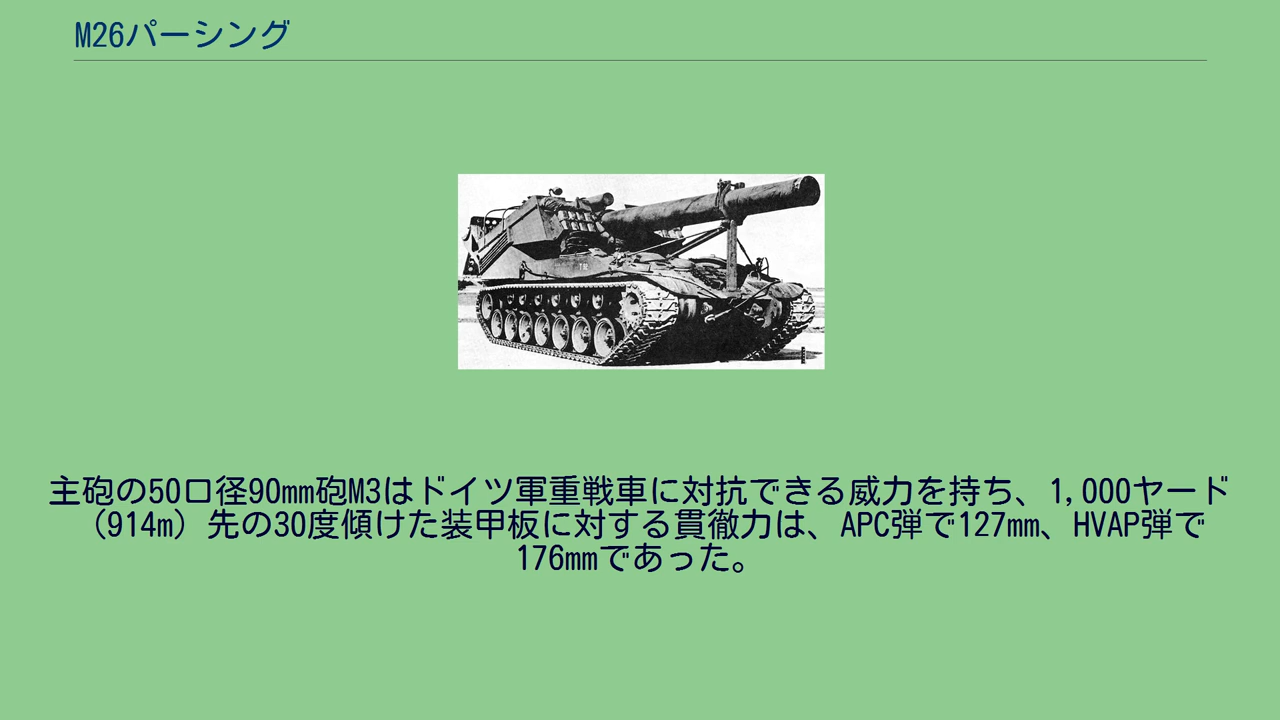 M26パーシング
主砲の50口径90mm砲M3はドイツ軍重戦車に対抗できる威力を持ち、1,000ヤード
（914m）先の30度傾けた装甲板に対する貫徹力は、APC弾で127mm、HVAP弾で
176mmであった。